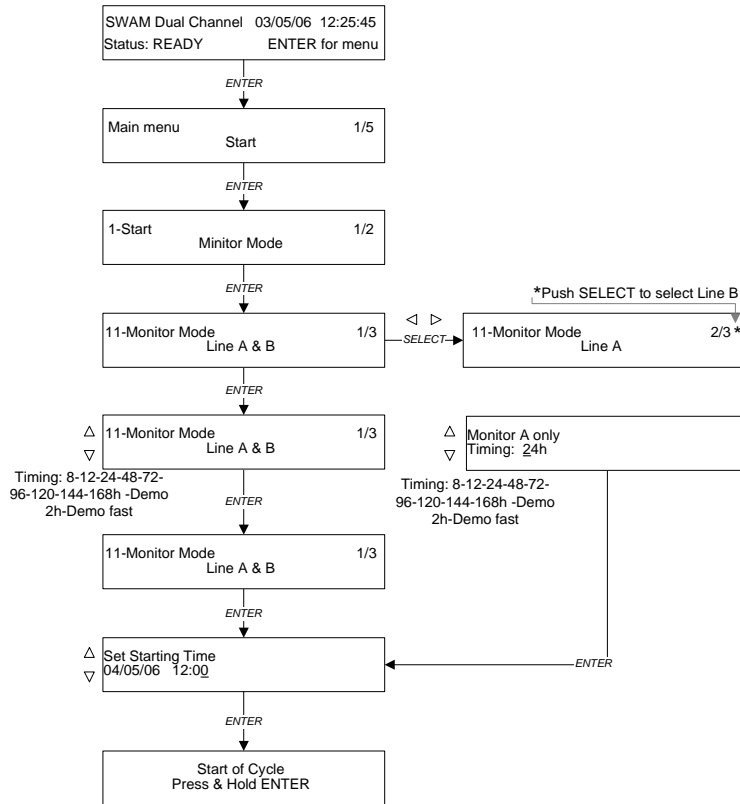 SWAM Dual Channel 03/05/06 12:25:45
Status: READY ENTER for menu
ENTER
Main menu 1/5
Start
ENTER
1-Start 1/2
Minitor Mode
ENTER
*Push SELECT to select Line B
11-Monitor Mode 1/3
Line A & B
◁ ▷
SELECT
11-Monitor Mode 2/3 *
Line A
ENTER
△
▽
11-Monitor Mode 1/3
Line A & B
Timing: 8-12-24-48-72-
96-120-144-168h -Demo
2h-Demo fast
△
▽
Monitor A only
Timing: 24h
Timing: 8-12-24-48-72-
96-120-144-168h -Demo
2h-Demo fast
ENTER
11-Monitor Mode 1/3
Line A & B
ENTER
△
▽
Set Starting Time
04/05/06 12:00
ENTER
ENTER
Start of Cycle
Press & Hold ENTER